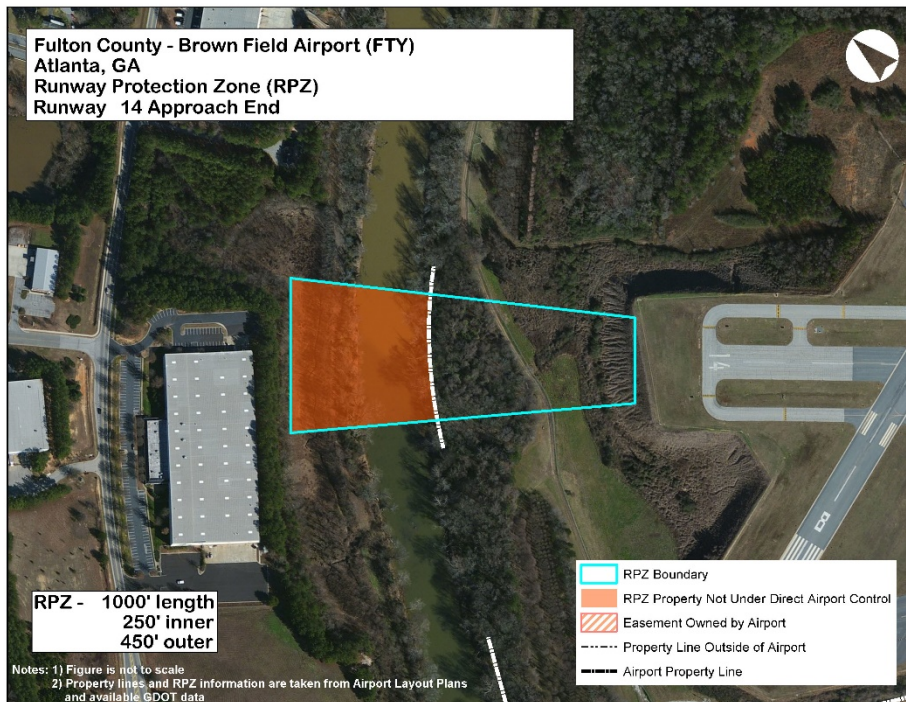 Fulton County - Brown Field Airport (FTY)
Atlanta, GA
Runway Protection Zone (RPZ)
Runway 14 Approach End
14
8
RPZ - 1000' length
250' inner
450' outer
RPZ Boundary
RPZ Property Not Under Direct Airport Control
Easement Owned by Airport
Property Line Outside of Airport
Airport Property Line
Notes: 1) Figure is not to scale
2) Property lines and RPZ information are taken from Airport Layout Plans
and available GDOT data